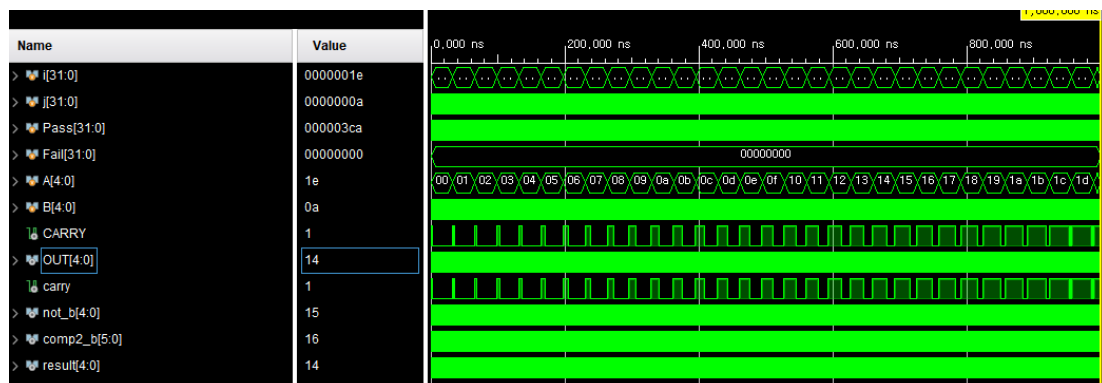 1,000,000 ns
Name Value 0,000 ns 200,000 ns 400,000 ns 600,000 ns 800,000 ns
i[31:0] 0000001e
j[31:0] 0000000a
Pass[31:0] 000003ca
Fail[31:0] 00000000 00000000
A[4:0] 1e 00 01 02 03 04 05 06 07 08 09 0a 0b 0c 0d 0e 0f 10 11 12 13 14 15 16 17 18 19 1a 1b 1c 1d
B[4:0] 0a
CARRY 1
OUT[4:0] 14
carry 1
not_b[4:0] 15
comp2_b[5:0] 16
result[4:0] 14